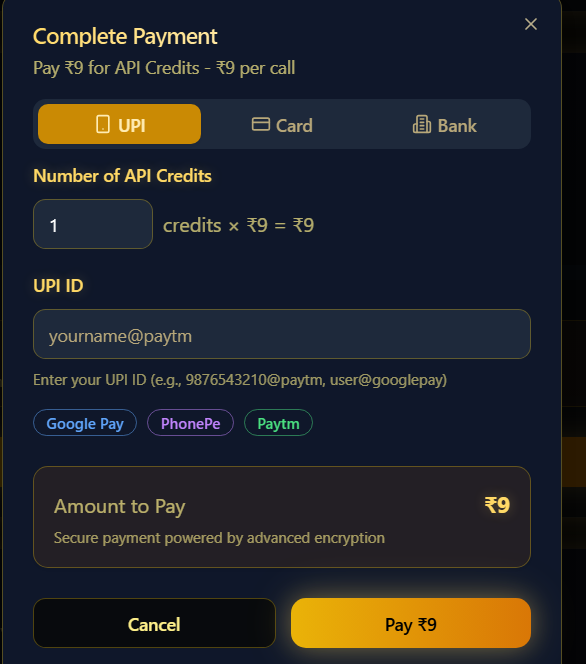 Complete Payment
Pay ₹9 for API Credits - ₹9 per call
UPI Card Bank
Number of API Credits
1 credits × ₹9 = ₹9
UPI ID
yourname@paytm
Enter your UPI ID (e.g., 9876543210@paytm, user@googlepay)
Google Pay PhonePe Paytm
Amount to Pay ₹9
Secure payment powered by advanced encryption
Cancel Pay ₹9